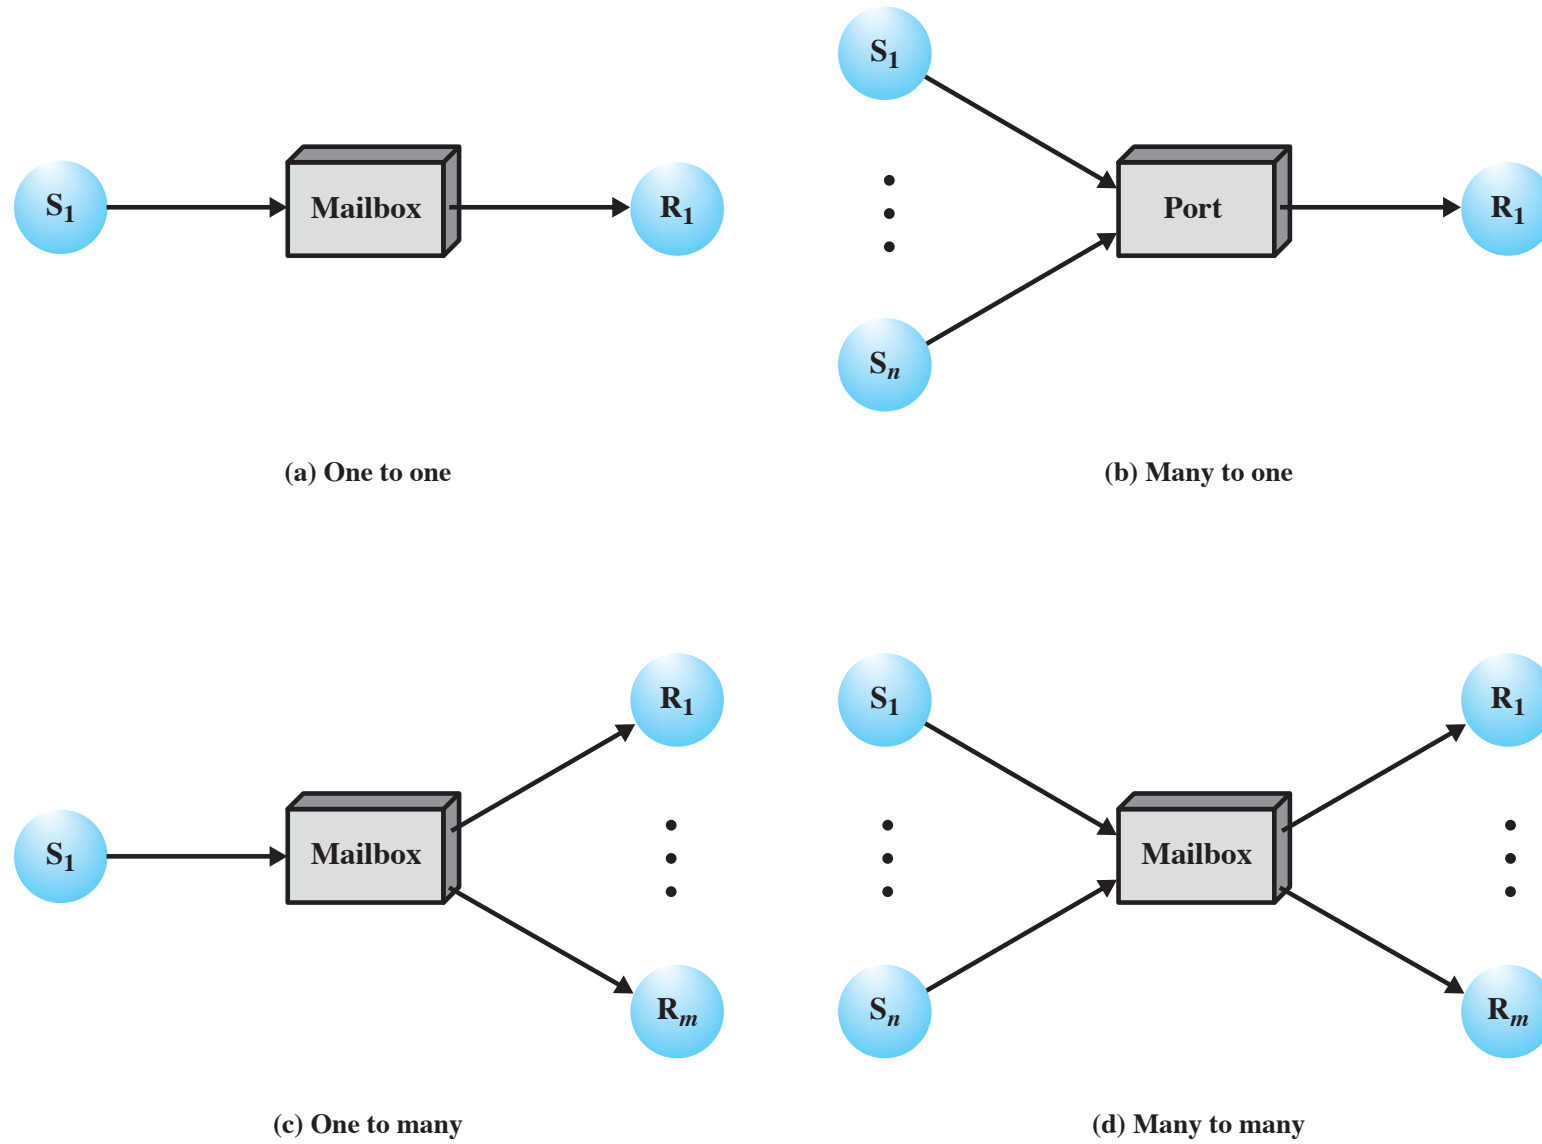 S1
Mailbox
R1
(a) One to one
S1
Sn
Port
R1
(b) Many to one
S1
Mailbox
R1
Rm
(c) One to many
S1
Sn
Mailbox
R1
Rm
(d) Many to many